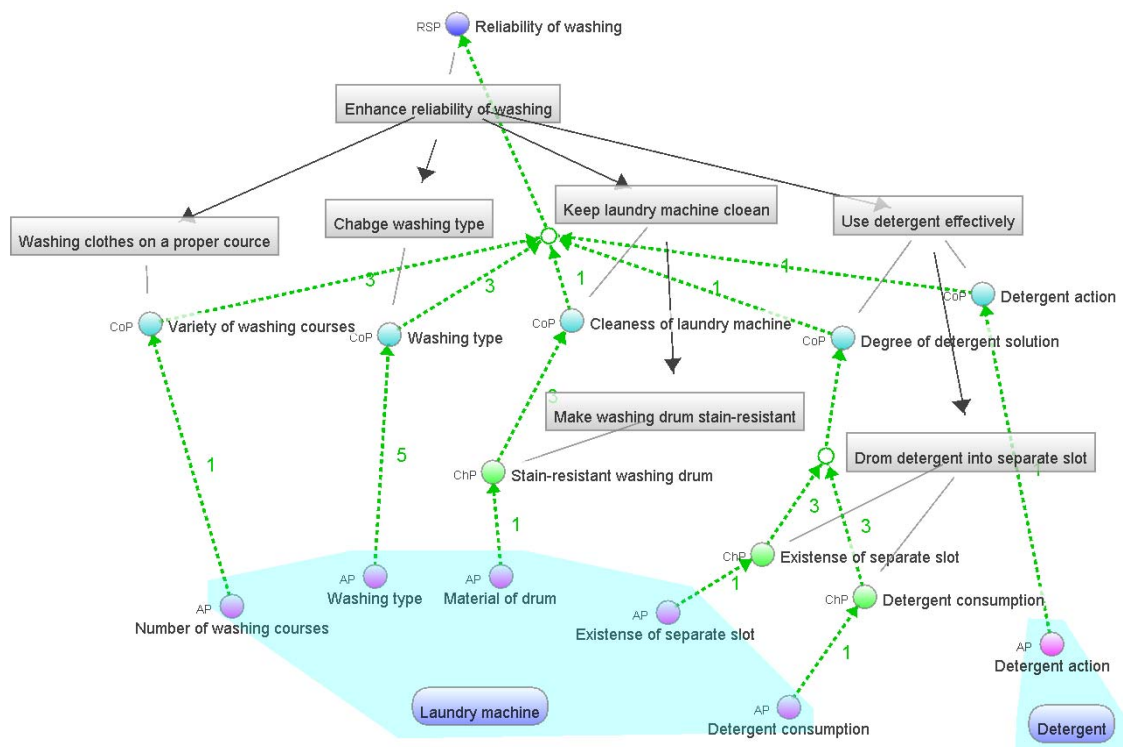 RSP Reliability of washing
Enhance reliability of washing
Washing clothes on a proper cource
Chabge washing type
Keep laundry machine cloean
Use detergent effectively
3
3
1
1
1
CoP Variety of washing courses
CoP Washing type
CoP Cleaness of laundry machine
CoP Degree of detergent solution
CoP Detergent action
3
Make washing drum stain-resistant
Drom detergent into separate slot
1
5
ChP Stain-resistant washing drum
1
1
3
3
ChP Existense of separate slot
1
ChP Detergent consumption
1
AP Number of washing courses
AP Washing type
AP Material of drum
AP Existense of separate slot
AP Detergent action
AP Detergent consumption
Laundry machine
Detergent